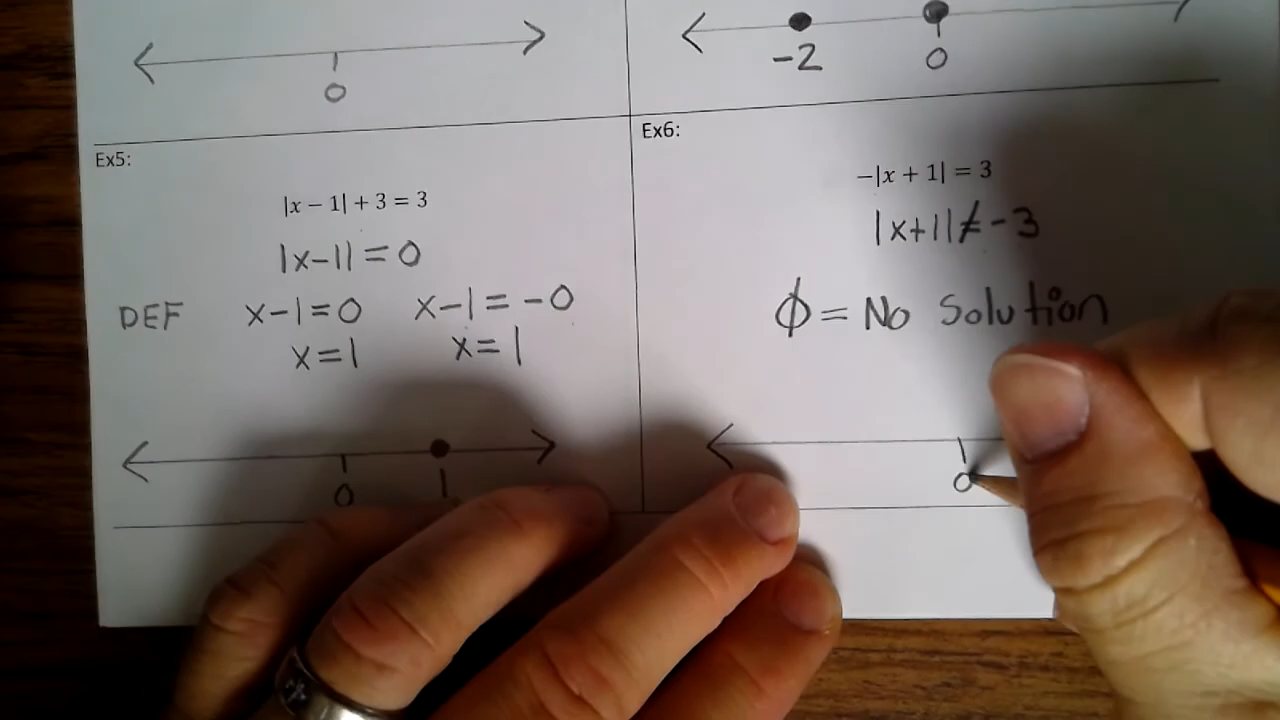 0
-2 0
Ex5:
|x − 1| + 3 = 3
|x-1| = 0
DEF x-1=0 x-1=-0
x=1 x=1
0 1
Ex6:
−|x + 1| = 3
|x+1| ≠ -3
ϕ = No Solution
0